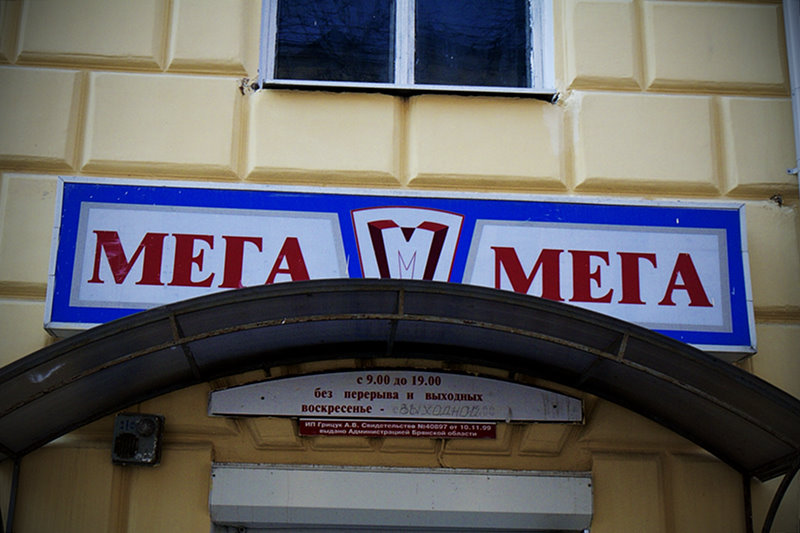 МЕГА М МЕГА
с 9.00 до 19.00
без перерыва и выходных
воскресенье - выходной
ИП Грицук А.В. Свидетельство №40897 от 10.11.99
выдано Администрацией Брянской области